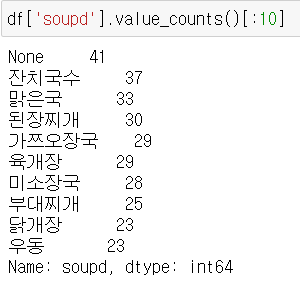 df['soupd'].value_counts()[:10]
None 41
잔치국수 37
맑은국 33
된장찌개 30
가쯔오장국 29
육개장 29
미소장국 28
부대찌개 25
닭개장 23
우동 23
Name: soupd, dtype: int64